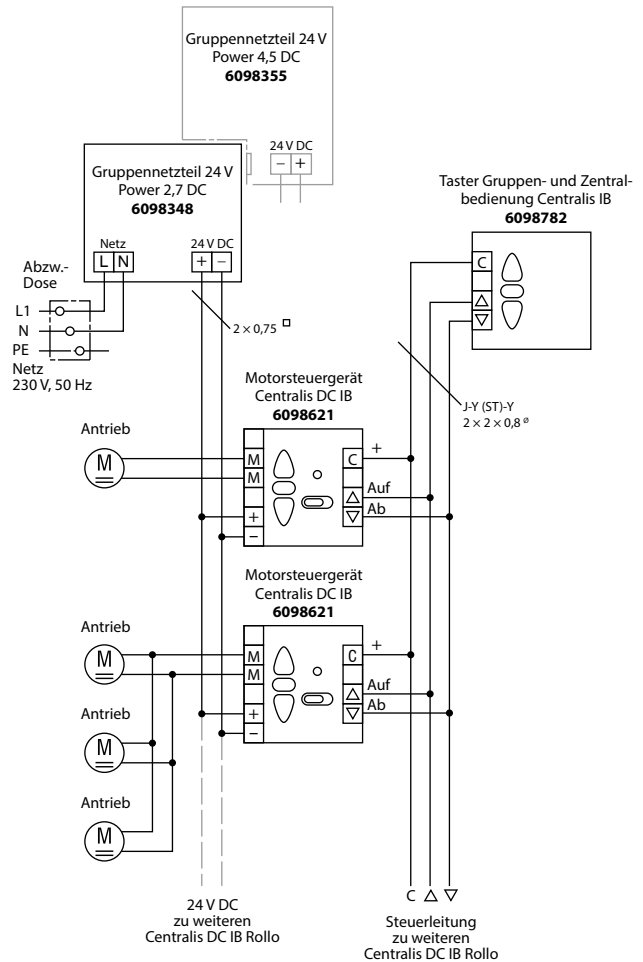 Gruppennetzteil 24 V
Power 4,5 DC
6098355
24 V DC
− +
Gruppennetzteil 24 V
Power 2,7 DC
6098348
Netz
24 V DC
L N
+ −
Abzw.-
Dose
L1
N
PE
Netz
230 V, 50 Hz
2 × 0,75 □
Taster Gruppen- und Zentral-
bedienung Centralis IB
6098782
C
△
▽
J-Y (ST)-Y
2 × 2 × 0,8 ø
Motorsteuergerät
Centralis DC IB
6098621
Antrieb
M
M
M
+
−
C
△
▽
+
Auf
Ab
Motorsteuergerät
Centralis DC IB
6098621
Antrieb
M
M
M
+
−
C
△
▽
+
Auf
Ab
Antrieb
M
Antrieb
M
24 V DC
zu weiteren
Centralis DC IB Rollo
C △ ▽
Steuerleitung
zu weiteren
Centralis DC IB Rollo